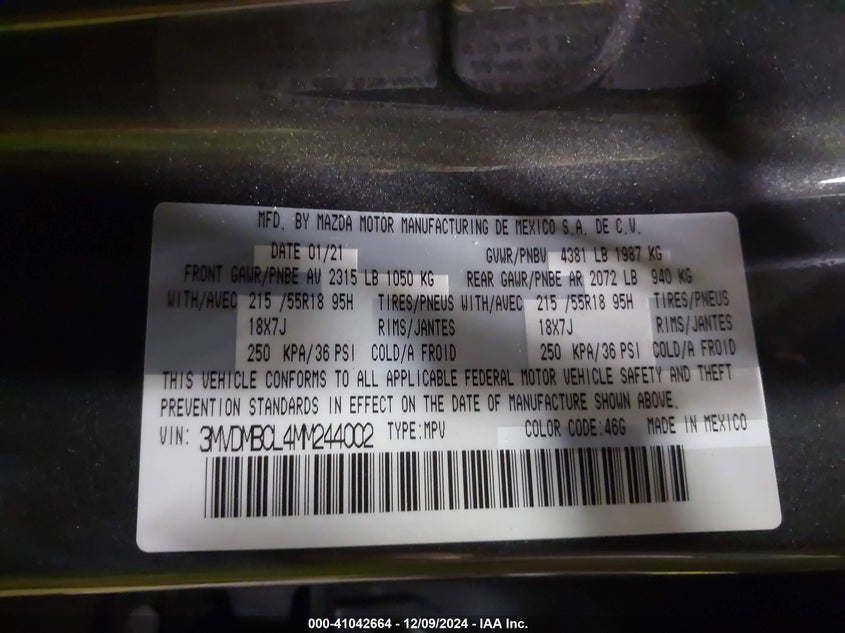 MFD. BY MAZDA MOTOR MANUFACTURING DE MEXICO S.A. DE C.V.
DATE 01/21 GVWR/PNBV 4381 LB 1987 KG
FRONT GAWR/PNBE AV 2315 LB 1050 KG REAR GAWR/PNBE AR 2072 LB 940 KG
WITH/AVEC 215 /55R18 95H TIRES/PNEUS WITH/AVEC 215 /55R18 95H TIRES/PNEUS
18X7J RIMS/JANTES 18X7J RIMS/JANTES
250 KPA/36 PSI COLD/A FROID 250 KPA/36 PSI COLD/A FROID
THIS VEHICLE CONFORMS TO ALL APPLICABLE FEDERAL MOTOR VEHICLE SAFETY AND THEFT
PREVENTION STANDARDS IN EFFECT ON THE DATE OF MANUFACTURE SHOWN ABOVE.
VIN: 3MVDMBCL4MM244002 TYPE:MPV COLOR CODE:46G MADE IN MEXICO
000-41042664 - 12/09/2024 - IAA Inc.